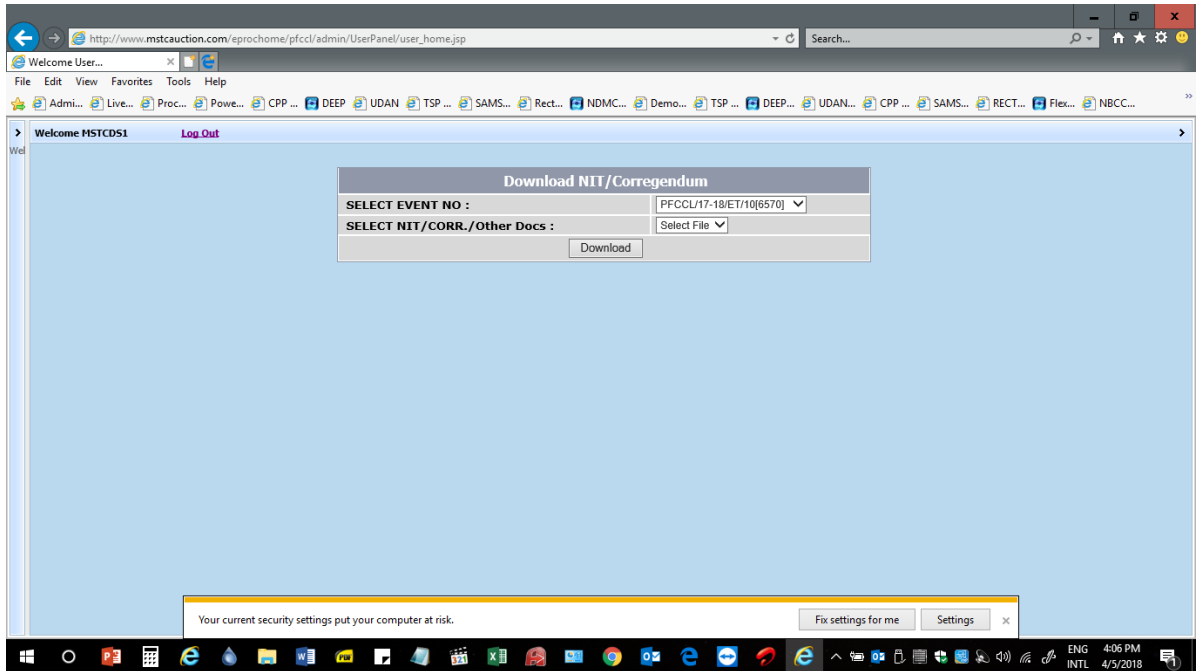 http://www.mstcauction.com/eprochome/pfccl/admin/UserPanel/user_home.jsp
Search...
Welcome User...
File Edit View Favorites Tools Help
Admi... Live... Proc... Powe... CPP ... DEEP UDAN TSP ... SAMS... Rect... NDMC... Demo... TSP ... DEEP... UDAN... CPP ... SAMS... RECT... Flex... NBCC...
Welcome MSTCDS1 Log Out
Wel
Download NIT/Corregendum
SELECT EVENT NO : PFCCL/17-18/ET/10[6570]
SELECT NIT/CORR./Other Docs : Select File
Download
Your current security settings put your computer at risk. Fix settings for me Settings
ENG 4:06 PM
INTL 4/5/2018